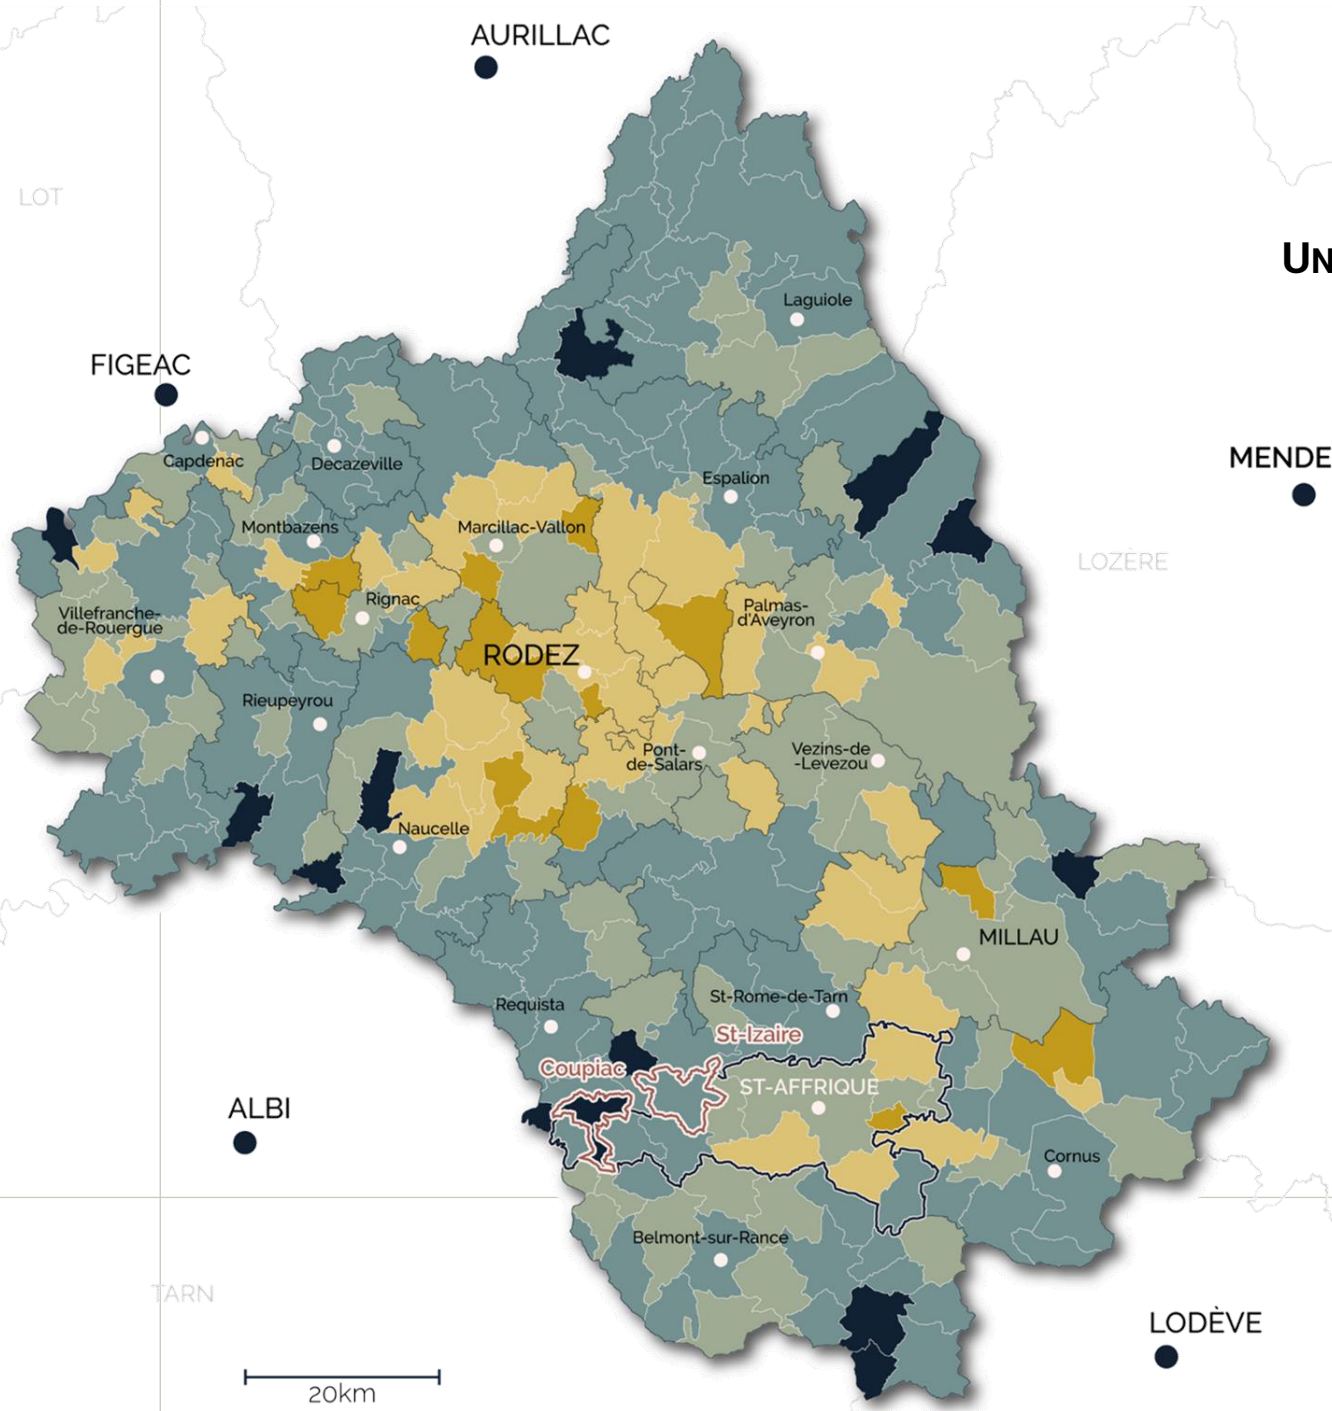 AURILLAC
LOT
UN
Laguiole
FIGEAC
Capdenac
Decazeville
Espalion
MENDE
Montbazens
Marcillac-Vallon
LOZÈRE
Villefranche-
de-Rouergue
Rignac
Palmas-
d'Aveyron
RODEZ
Rieupeyrou
Pont-
de-Salars
Vezins-de
-Levezou
Naucelle
MILLAU
Requista
St-Rome-de-Tarn
St-Izaire
Coupiac
ST-AFFRIQUE
ALBI
Cornus
Belmont-sur-Rance
TARN
LODÈVE
20km